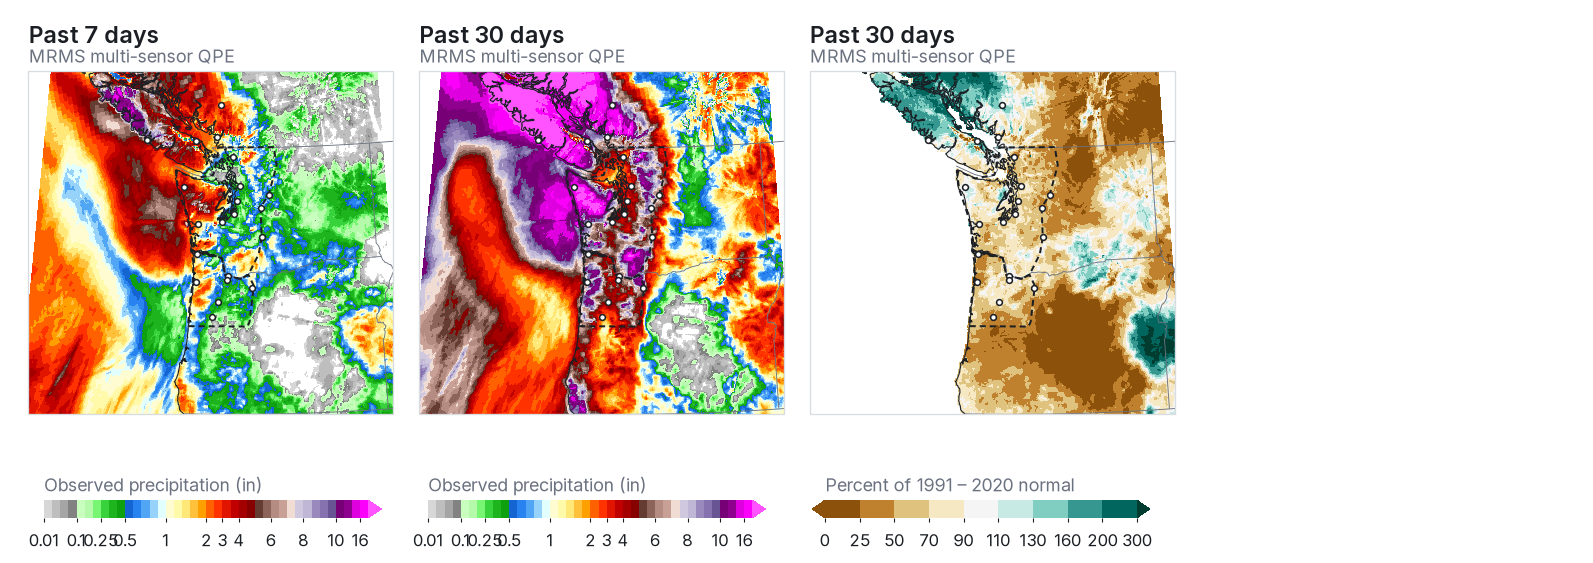 Past 7 days
MRMS multi-sensor QPE
Past 30 days
MRMS multi-sensor QPE
Past 30 days
MRMS multi-sensor QPE
Observed precipitation (in)
0.01 0.1 0.25 0.5 1 2 3 4 6 8 10 16
Observed precipitation (in)
0.01 0.1 0.25 0.5 1 2 3 4 6 8 10 16
Percent of 1991 – 2020 normal
0 25 50 70 90 110 130 160 200 300